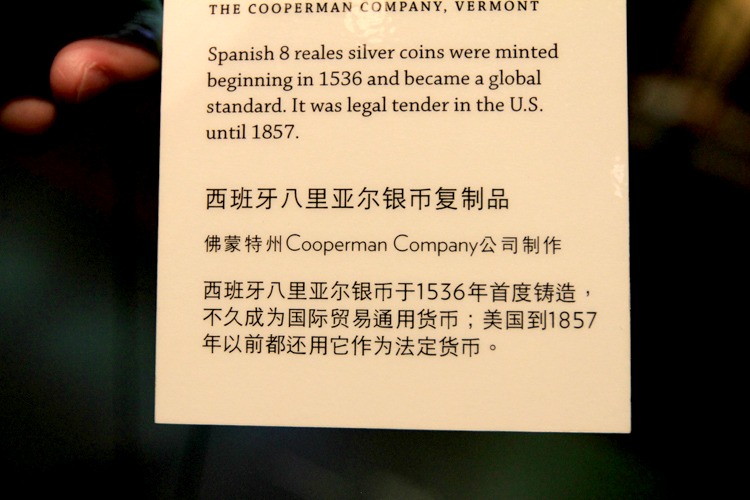 THE COOPERMAN COMPANY, VERMONT
Spanish 8 reales silver coins were minted
beginning in 1536 and became a global
standard. It was legal tender in the U.S.
until 1857.
西班牙八里亚尔银币复制品
佛蒙特州Cooperman Company公司制作
西班牙八里亚尔银币于1536年首度铸造，
不久成为国际贸易通用货币；美国到1857
年以前都还用它作为法定货币。